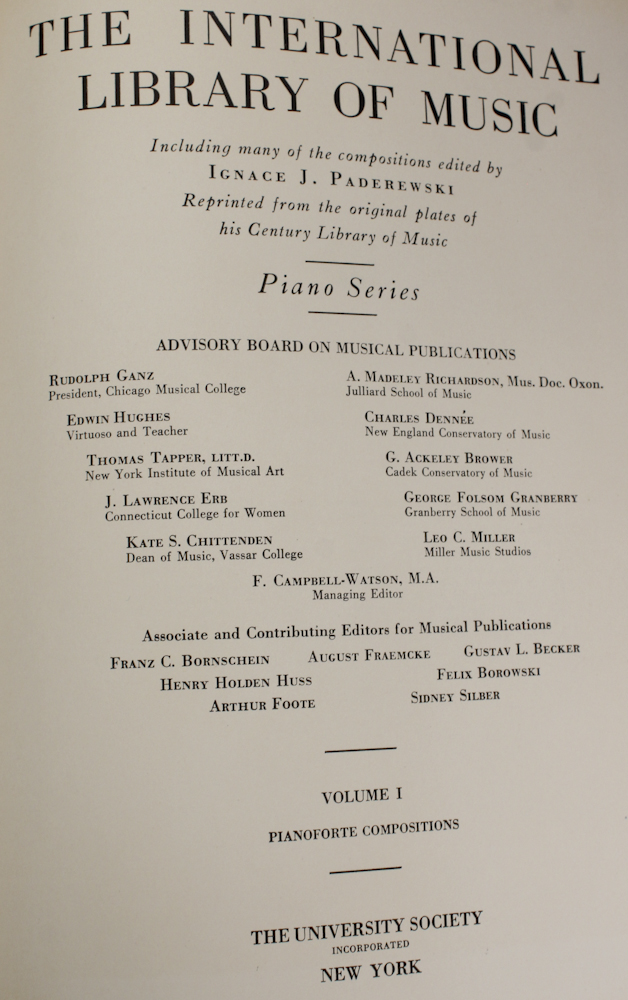 THE INTERNATIONAL
LIBRARY OF MUSIC
Including many of the compositions edited by
IGNACE J. PADEREWSKI
Reprinted from the original plates of
his Century Library of Music
Piano Series
ADVISORY BOARD ON MUSICAL PUBLICATIONS
RUDOLPH GANZ
President, Chicago Musical College
EDWIN HUGHES
Virtuoso and Teacher
THOMAS TAPPER, LITT.D.
New York Institute of Musical Art
J. LAWRENCE ERB
Connecticut College for Women
KATE S. CHITTENDEN
Dean of Music, Vassar College
A. MADELEY RICHARDSON, Mus. Doc. Oxon.
Julliard School of Music
CHARLES DENNÉE
New England Conservatory of Music
G. ACKELEY BROWER
Cadek Conservatory of Music
GEORGE FOLSOM GRANBERRY
Granberry School of Music
LEO C. MILLER
Miller Music Studios
F. CAMPBELL-WATSON, M.A.
Managing Editor
Associate and Contributing Editors for Musical Publications
FRANZ C. BORNSCHEIN AUGUST FRAEMCKE GUSTAV L. BECKER
HENRY HOLDEN HUSS FELIX BOROWSKI
ARTHUR FOOTE SIDNEY SILBER
VOLUME I
PIANOFORTE COMPOSITIONS
THE UNIVERSITY SOCIETY
INCORPORATED
NEW YORK